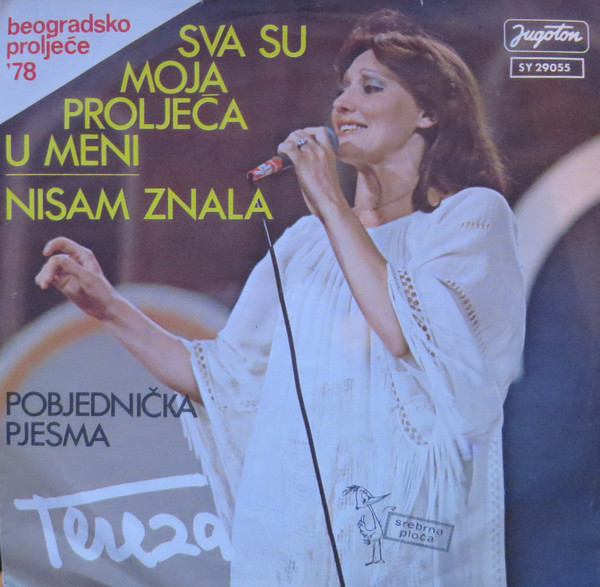 beogradsko
proljeće
'78
SVA SU
MOJA
PROLJEĆA
U MENI
NISAM ZNALA
Jugoton
SY 29055
POBJEDNIČKA
PJESMA
Tereza
srebrna
ploča